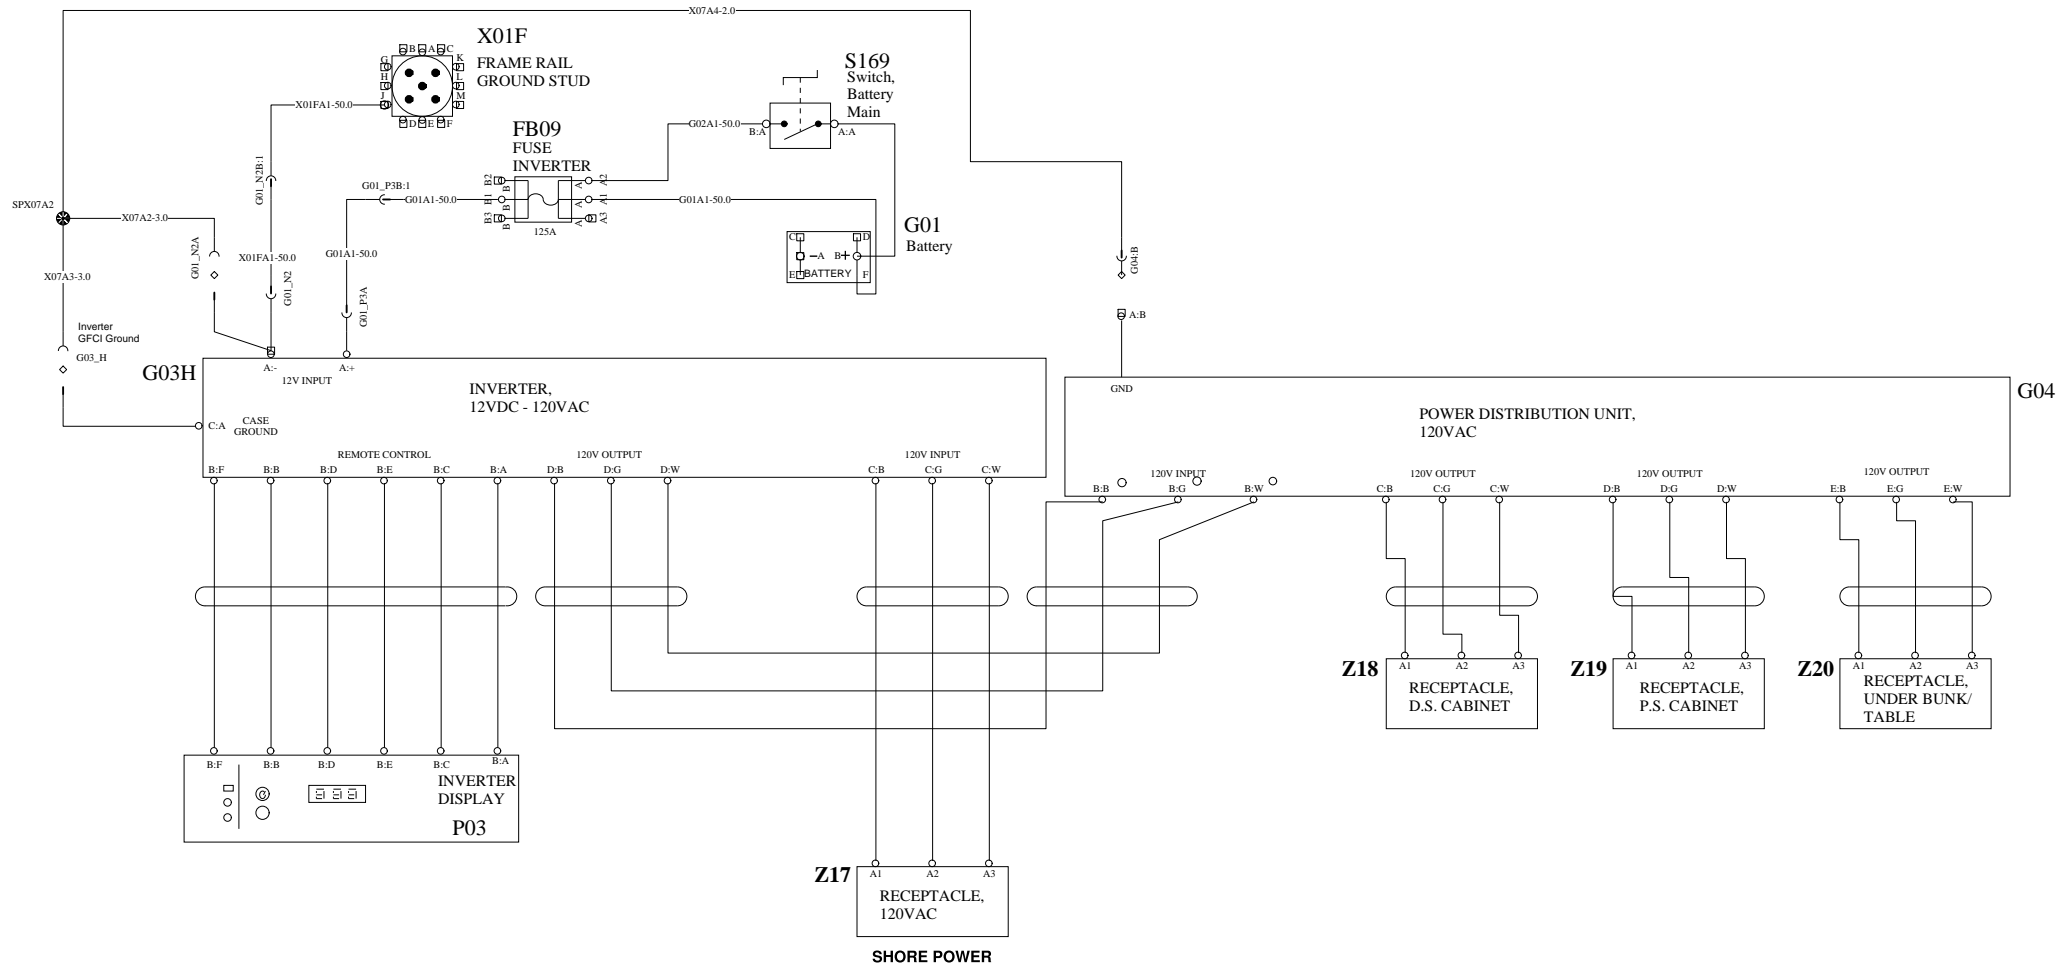 X07A4-2.0
X01F
FRAME RAIL
GROUND STUD
B A C
G K
H L
J M
D E F
X01FA1-50.0
S169
Switch,
Battery
Main
B:A
A:A
G02A1-50.0
FB09
FUSE
INVERTER
B2 B A A2
B1 B A A1
B3 B A A3
125A
G01_P3B:1
G01A1-50.0
G01A1-50.0
G01_N2B:1
G01
Battery
C D
-A B+
E BATTERY F
SPX07A2
X07A2-3.0
G01_N2A
X01FA1-50.0
G01A1-50.0
G01_N2
G01_P3A
X07A3-3.0
G04:B
A:B
Inverter
GFCI Ground
G03_H
G03H
A:-
A:+
12V INPUT
INVERTER,
12VDC - 120VAC
C:A
CASE
GROUND
REMOTE CONTROL
120V OUTPUT
120V INPUT
B:F B:B B:D B:E B:C B:A D:B D:G D:W C:B C:G C:W
GND
G04
POWER DISTRIBUTION UNIT,
120VAC
120V INPUT
120V OUTPUT
120V OUTPUT
120V OUTPUT
B:B B:G B:W C:B C:G C:W D:B D:G D:W E:B E:G E:W
Z18
A1 A2 A3
RECEPTACLE,
D.S. CABINET
Z19
A1 A2 A3
RECEPTACLE,
P.S. CABINET
Z20
A1 A2 A3
RECEPTACLE,
UNDER BUNK/
TABLE
B:F B:B B:D B:E B:C B:A
INVERTER
DISPLAY
P03
Z17
A1 A2 A3
RECEPTACLE,
120VAC
SHORE POWER